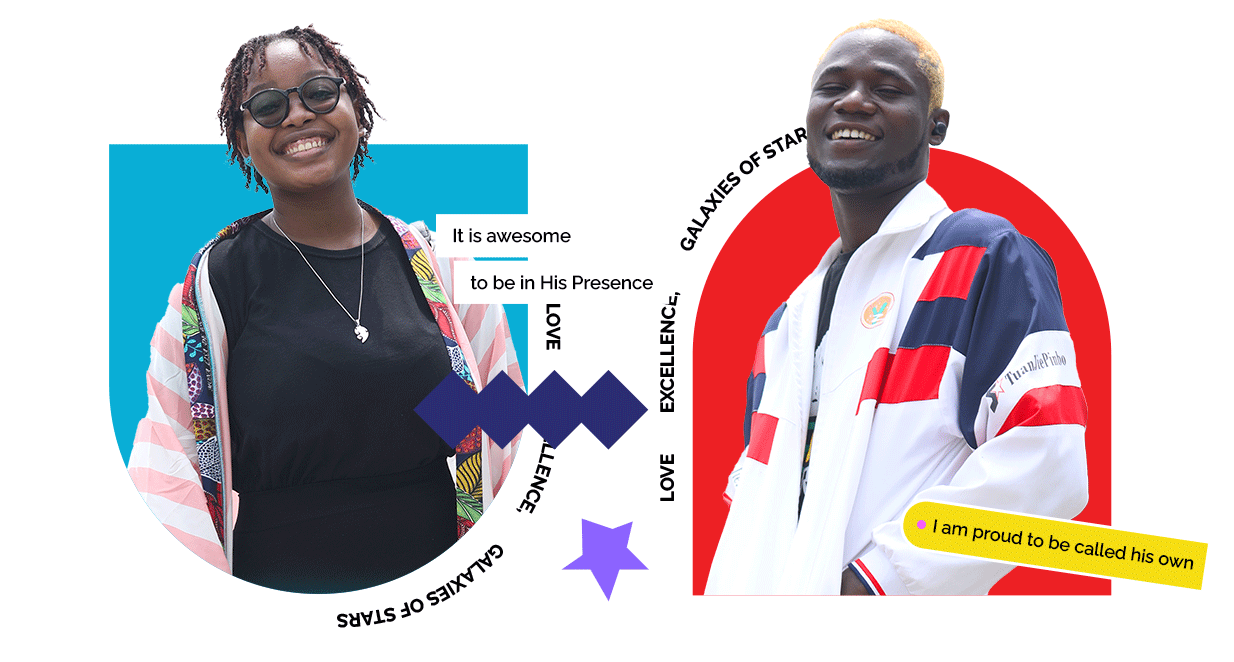 It is awesome
to be in His Presence
LOVE
LLENCE,
GALAXIES OF STARS
GALAXIES OF STAR
EXCELLENCE,
LOVE
TuanJiePinbo
I am proud to be called his own